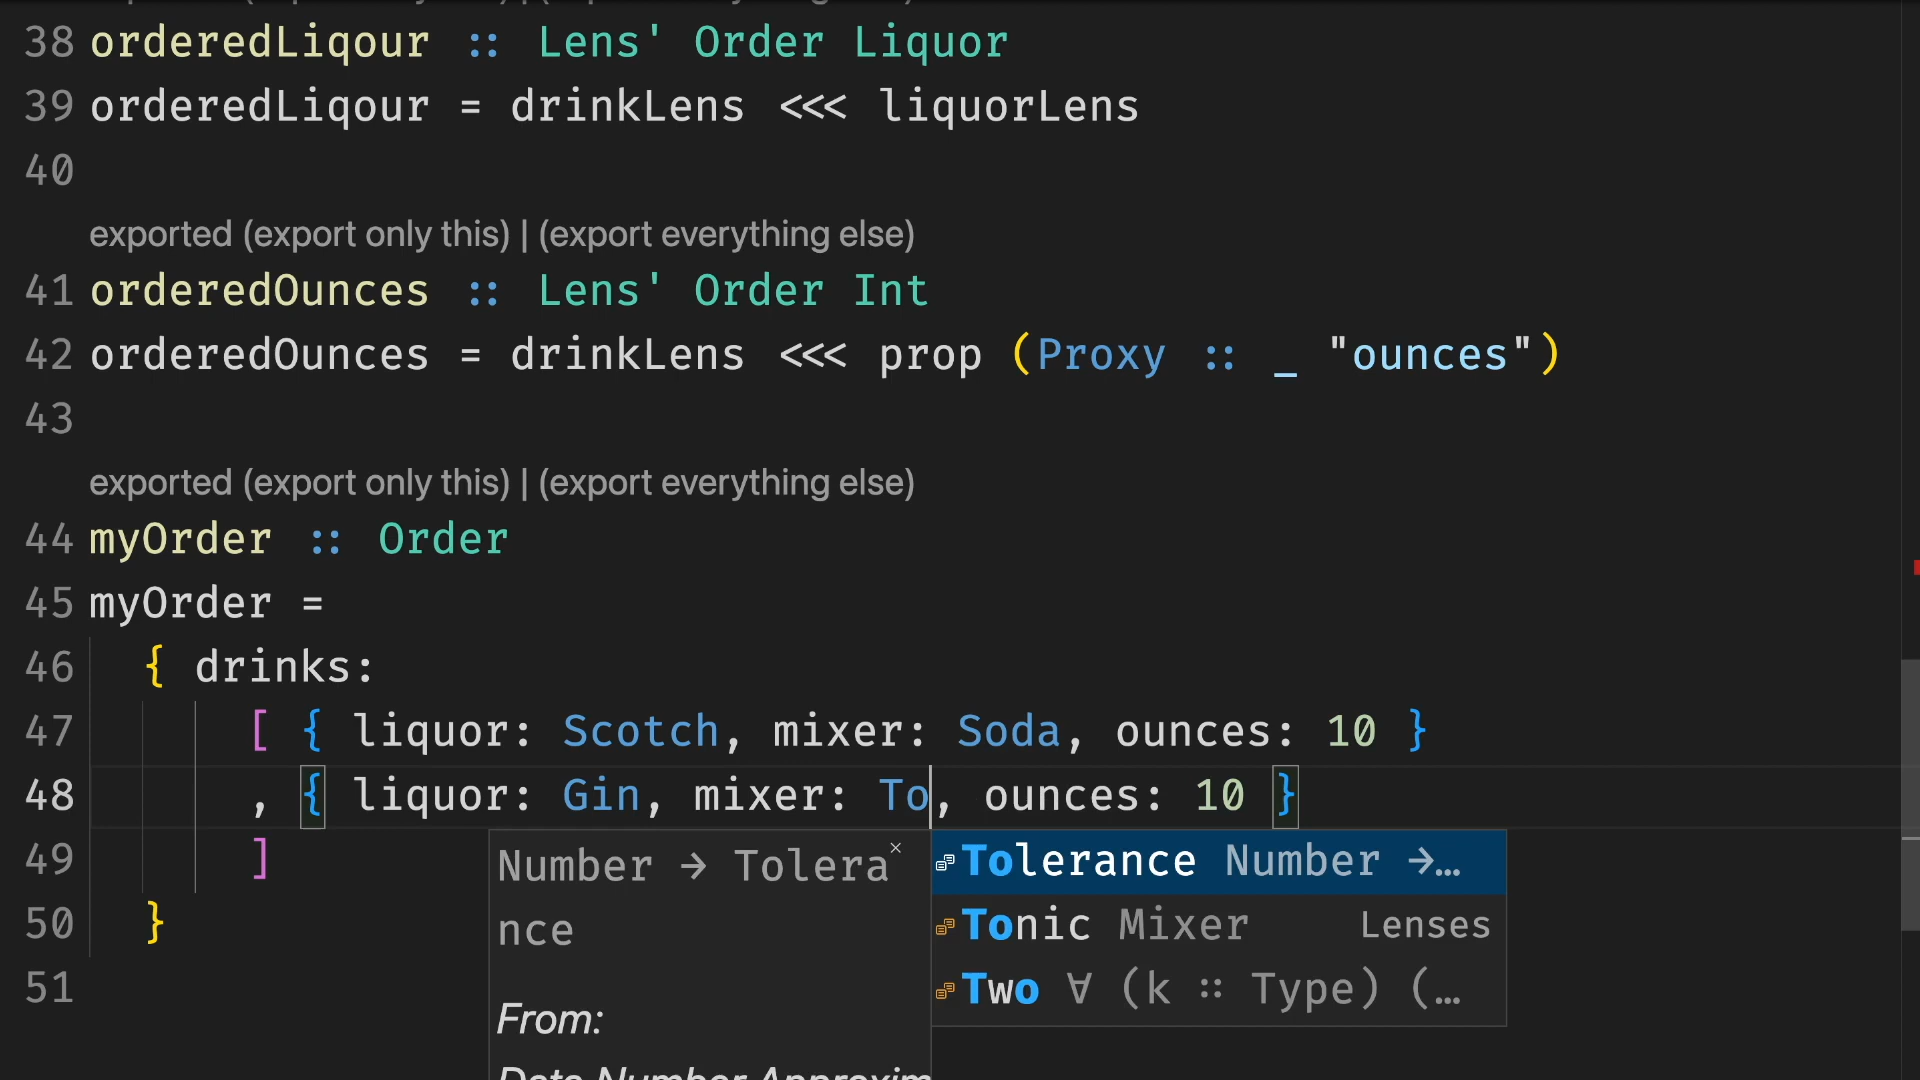 38 orderedLiqour :: Lens' Order Liquor
39 orderedLiqour = drinkLens <<< liquorLens
40
exported (export only this) | (export everything else)
41 orderedOunces :: Lens' Order Int
42 orderedOunces = drinkLens <<< prop (Proxy :: _ "ounces")
43
exported (export only this) | (export everything else)
44 myOrder :: Order
45 myOrder =
46 { drinks:
47 [ { liquor: Scotch, mixer: Soda, ounces: 10 }
48 , { liquor: Gin, mixer: To, ounces: 10 }
49 ]
50 }
51
Number → Tolera
nce
From:
Data.Number.Approxim
Tolerance Number →…
Tonic Mixer Lenses
Two ∀ (k :: Type) (…